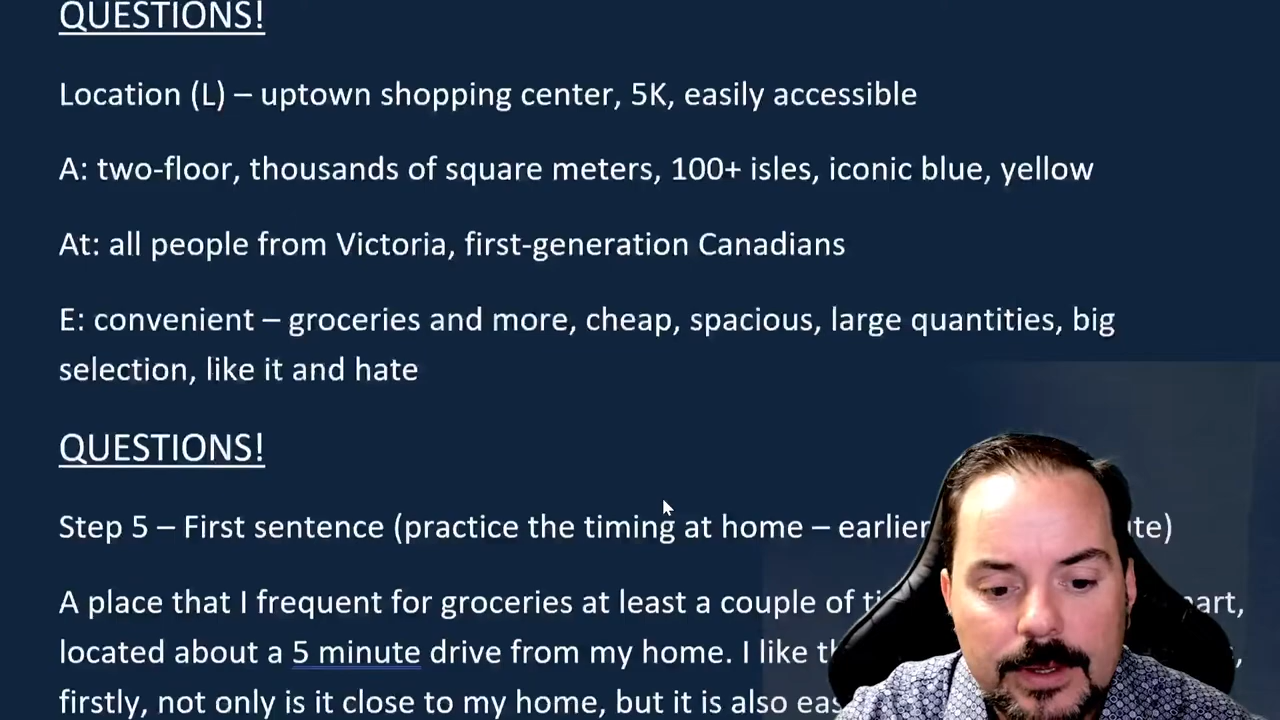 QUESTIONS!
Location (L) – uptown shopping center, 5K, easily accessible
A: two-floor, thousands of square meters, 100+ isles, iconic blue, yellow
At: all people from Victoria, first-generation Canadians
E: convenient – groceries and more, cheap, spacious, large quantities, big
selection, like it and hate
QUESTIONS!
Step 5 – First sentence (practice the timing at home – earlier
A place that I frequent for groceries at least a couple of
located about a 5 minute drive from my home. I like
firstly, not only is it close to my home, but it is also